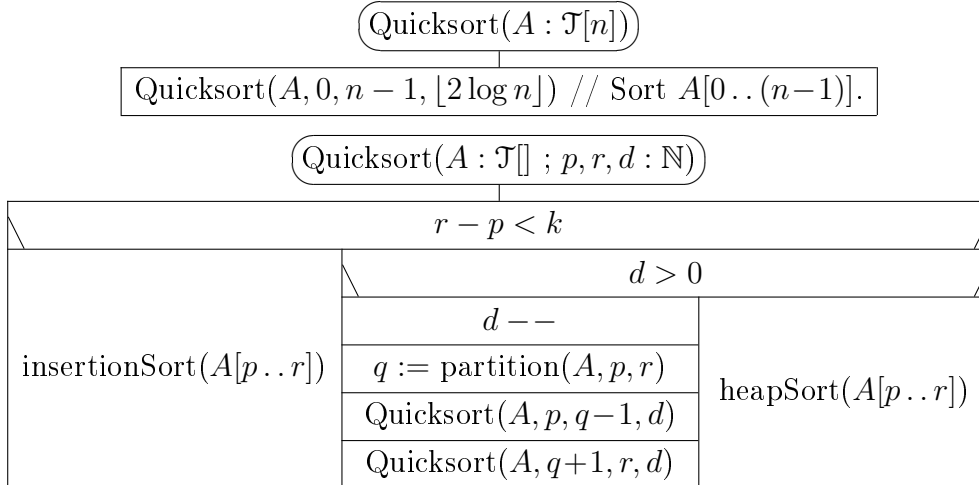 Quicksort(A : 𝒯[n])
Quicksort(A, 0, n − 1, ⌊2 log n⌋) // Sort A[0 . . (n−1)].
Quicksort(A : 𝒯[] ; p, r, d : ℕ)
r − p < k
d > 0
d −−
insertionSort(A[p . . r])
q := partition(A, p, r)
heapSort(A[p . . r])
Quicksort(A, p, q−1, d)
Quicksort(A, q+1, r, d)